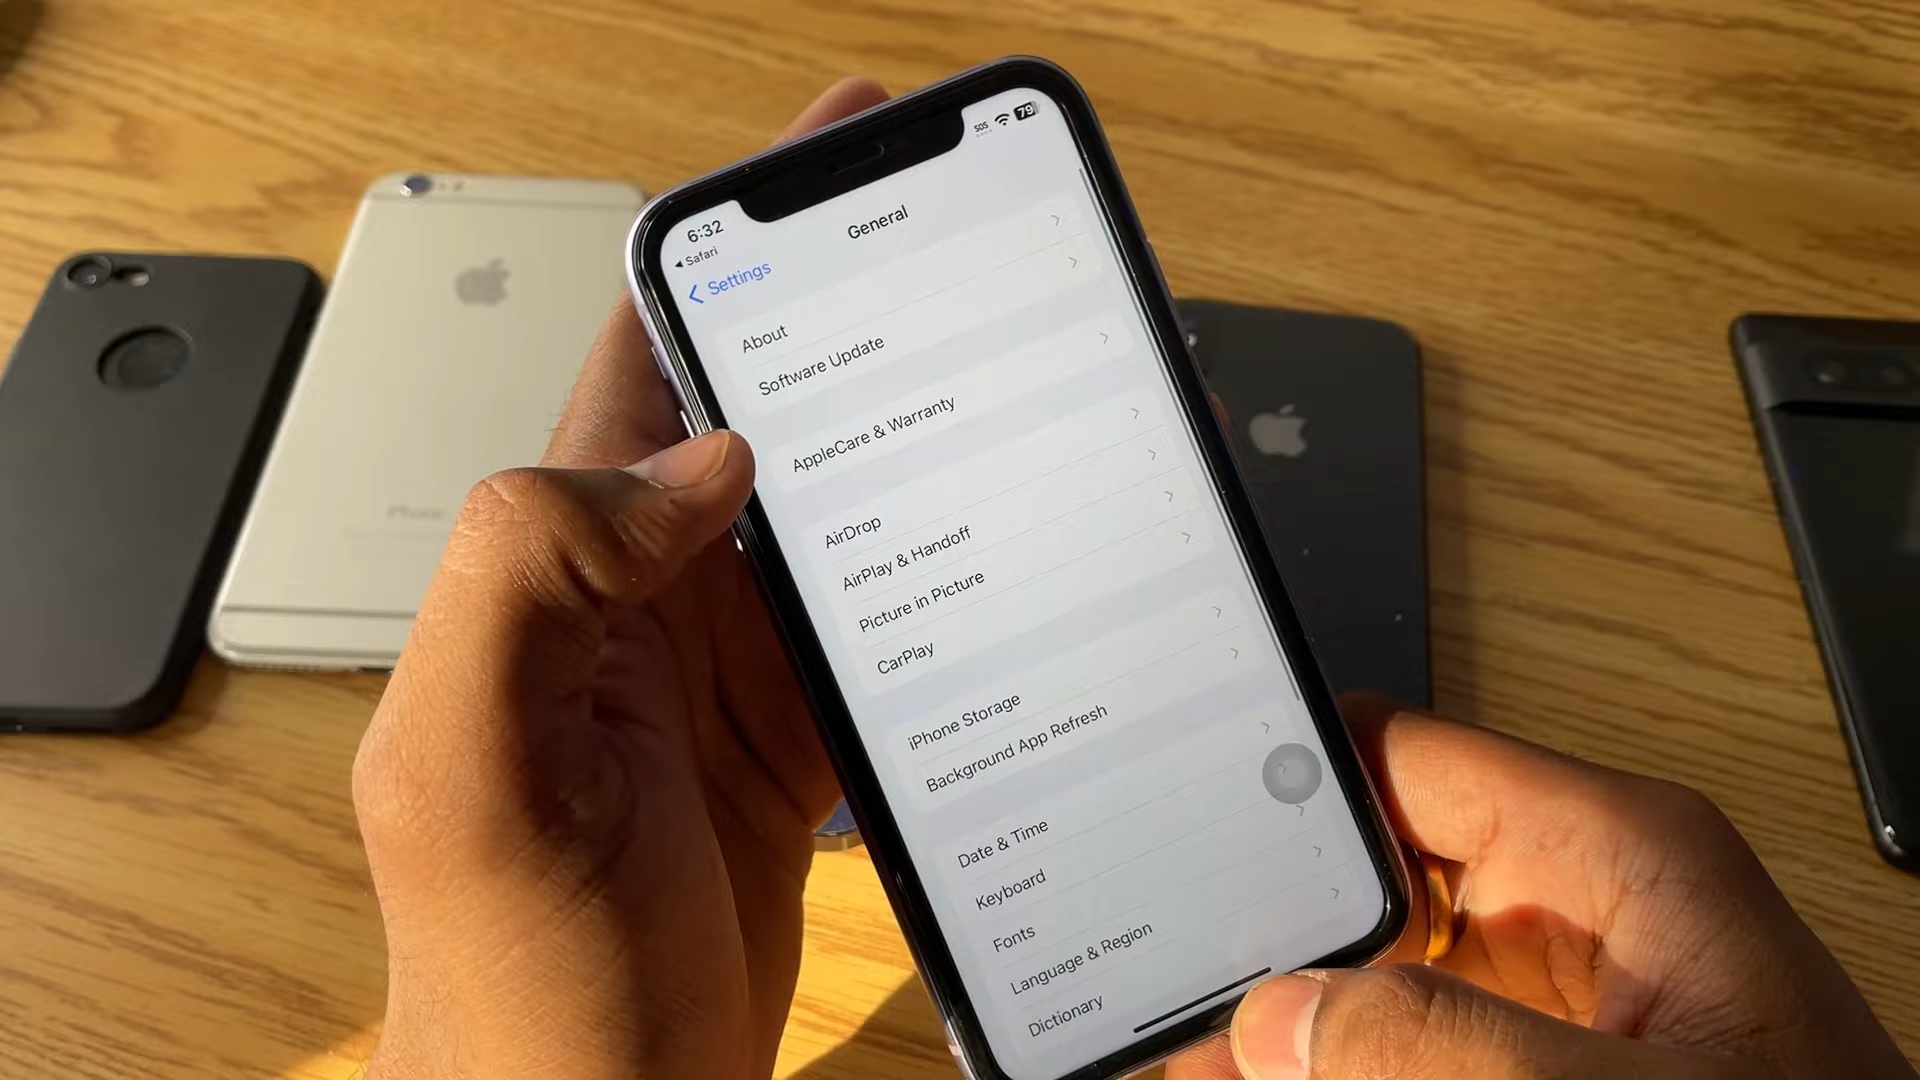 SOS 79
6:32
Safari
General
Settings
About
Software Update
AppleCare & Warranty
AirDrop
AirPlay & Handoff
Picture in Picture
CarPlay
iPhone Storage
Background App Refresh
Date & Time
Keyboard
Fonts
Language & Region
Dictionary
iPhone